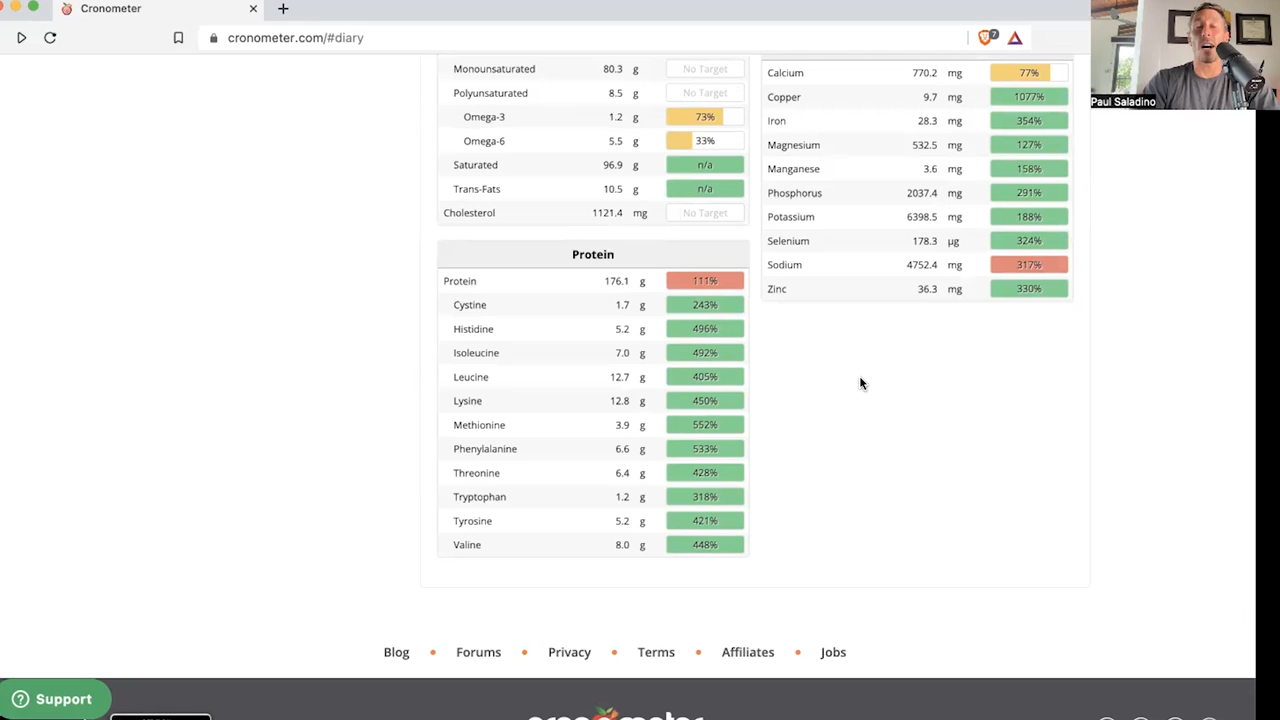 Cronometer
cronometer.com/#diary
7
Paul Saladino
Monounsaturated 80.3 g No Target
Polyunsaturated 8.5 g No Target
Omega-3 1.2 g 73%
Omega-6 5.5 g 33%
Saturated 96.9 g n/a
Trans-Fats 10.5 g n/a
Cholesterol 1121.4 mg No Target
Protein
Protein 176.1 g 111%
Cystine 1.7 g 243%
Histidine 5.2 g 496%
Isoleucine 7.0 g 492%
Leucine 12.7 g 405%
Lysine 12.8 g 450%
Methionine 3.9 g 552%
Phenylalanine 6.6 g 533%
Threonine 6.4 g 428%
Tryptophan 1.2 g 318%
Tyrosine 5.2 g 421%
Valine 8.0 g 448%
Calcium 770.2 mg 77%
Copper 9.7 mg 1077%
Iron 28.3 mg 354%
Magnesium 532.5 mg 127%
Manganese 3.6 mg 158%
Phosphorus 2037.4 mg 291%
Potassium 6398.5 mg 188%
Selenium 178.3 µg 324%
Sodium 4752.4 mg 317%
Zinc 36.3 mg 330%
Blog • Forums • Privacy • Terms • Affiliates • Jobs
Support
cronometer